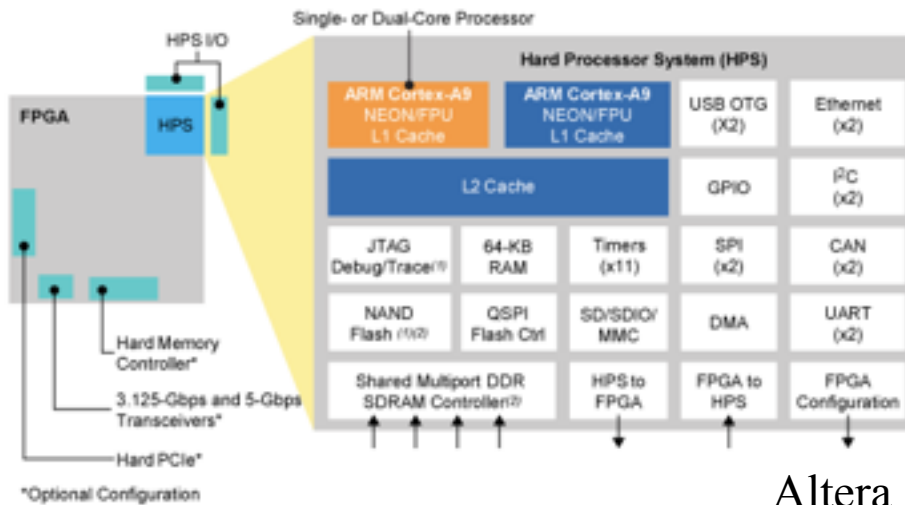 Single- or Dual-Core Processor
HPS I/O
FPGA
HPS
Hard Processor System (HPS)
ARM Cortex-A9
NEON/FPU
L1 Cache
ARM Cortex-A9
NEON/FPU
L1 Cache
USB OTG
(X2)
Ethernet
(x2)
L2 Cache
GPIO
I²C
(x2)
JTAG
Debug/Trace(1)
64-KB
RAM
Timers
(x11)
SPI
(x2)
CAN
(x2)
NAND
Flash (1)(2)
QSPI
Flash Ctrl
SD/SDIO/
MMC
DMA
UART
(x2)
Shared Multiport DDR
SDRAM Controller(2)
HPS to
FPGA
FPGA to
HPS
FPGA
Configuration
Hard Memory
Controller*
3.125-Gbps and 5-Gbps
Transceivers*
Hard PCIe*
*Optional Configuration
Altera